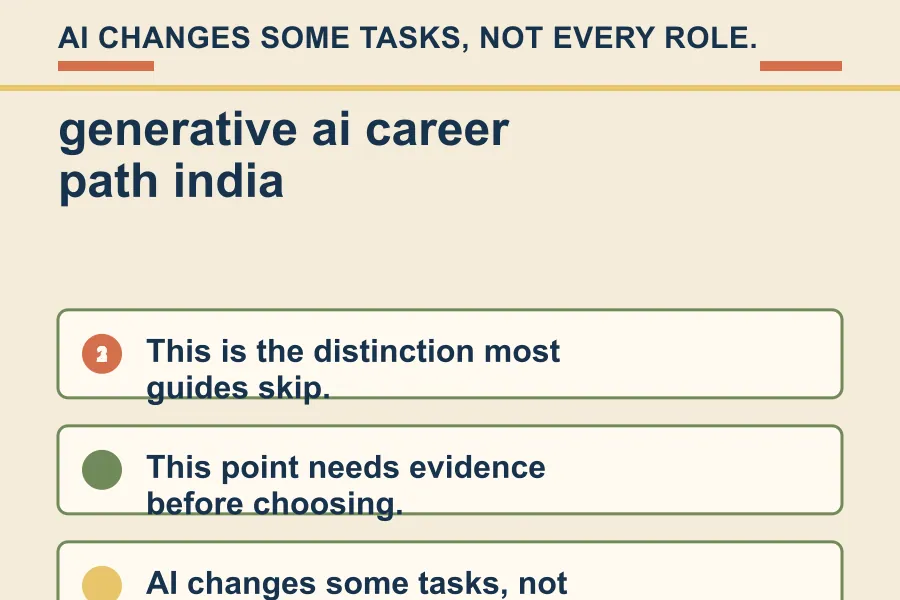 AI CHANGES SOME TASKS, NOT EVERY ROLE.
generative ai career
path india
This is the distinction most
guides skip.
This point needs evidence
before choosing.
AI changes some tasks, not